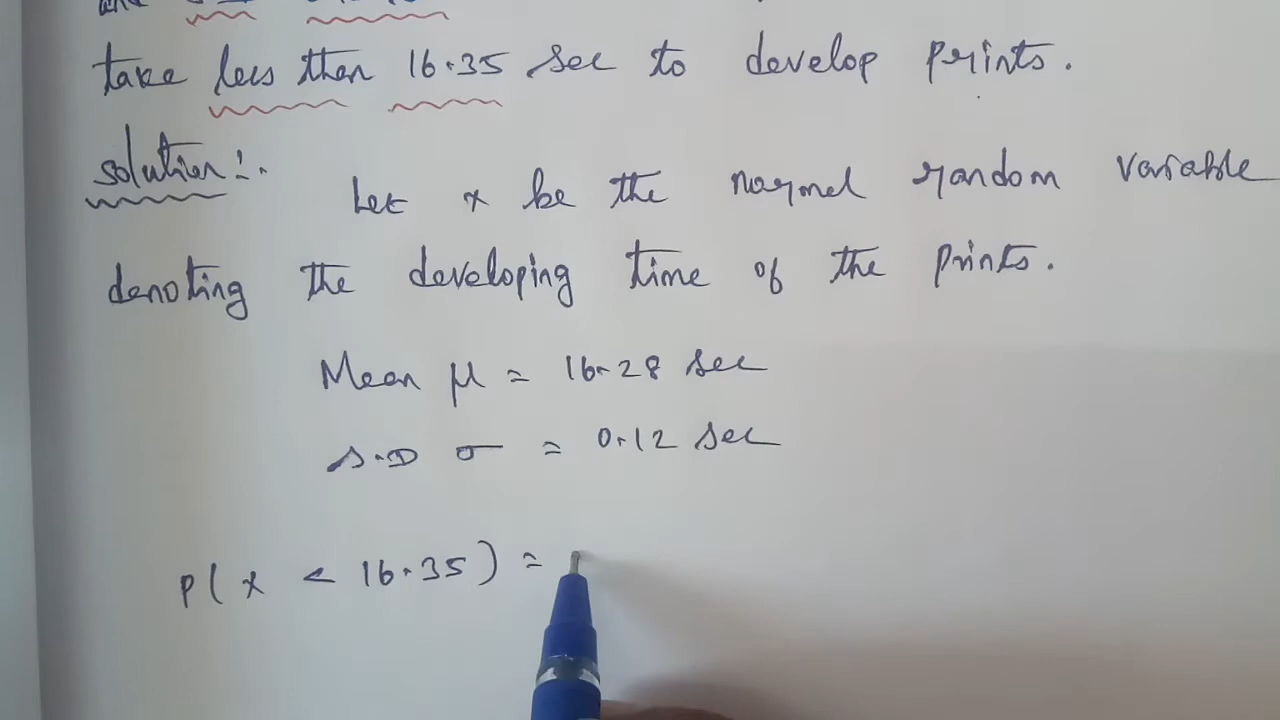 and
take less than 16.35 sec to develop prints.
solution:.
Let x be the normal random variable
denoting the developing time of the prints.
Mean μ = 16.28 sec
S.D σ = 0.12 sec
P( x < 16.35) =